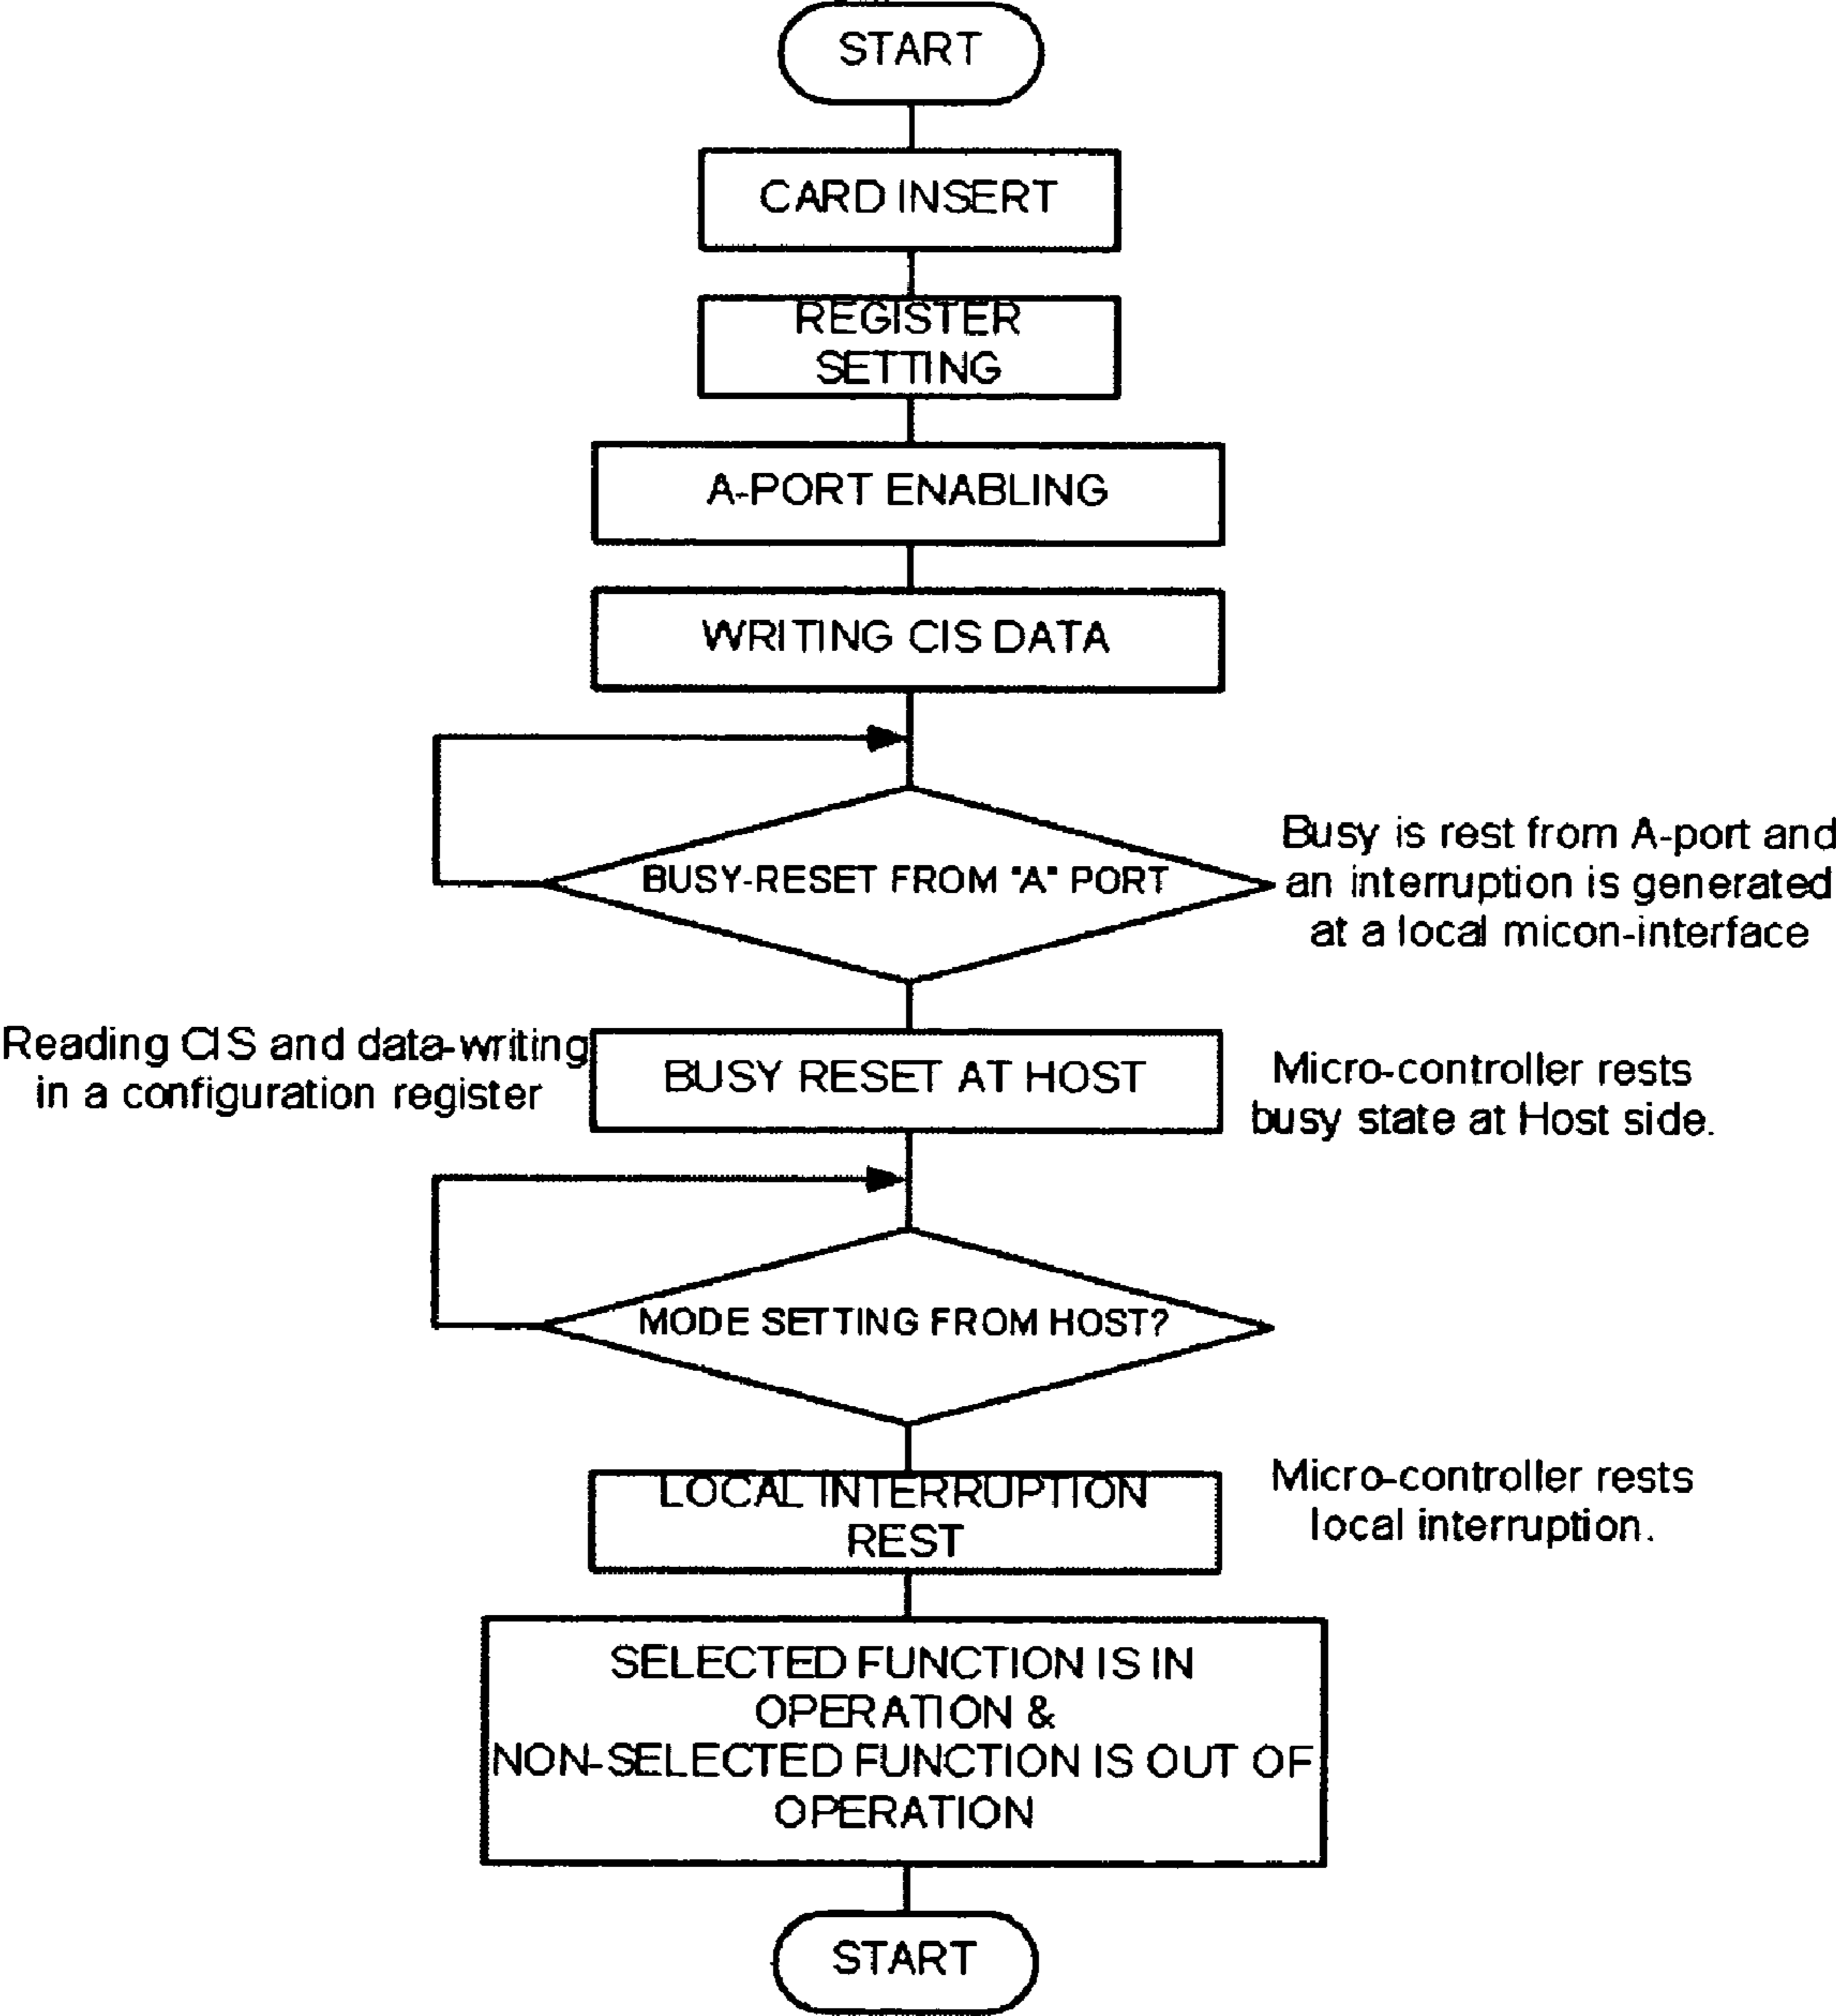 START
CARD INSERT
REGISTER
SETTING
A-PORT ENABLING
WRITING CIS DATA
BUSY-RESET FROM "A" PORT
Busy is rest from A-port and
an interruption is generated
at a local micon-interface
Reading CIS and data-writing
in a configuration register
BUSY RESET AT HOST
Micro-controller rests
busy state at Host side.
MODE SETTING FROM HOST?
LOCAL INTERRUPTION
REST
Micro-controller rests
local interruption.
SELECTED FUNCTION IS IN
OPERATION &
NON-SELECTED FUNCTION IS OUT OF
OPERATION
START